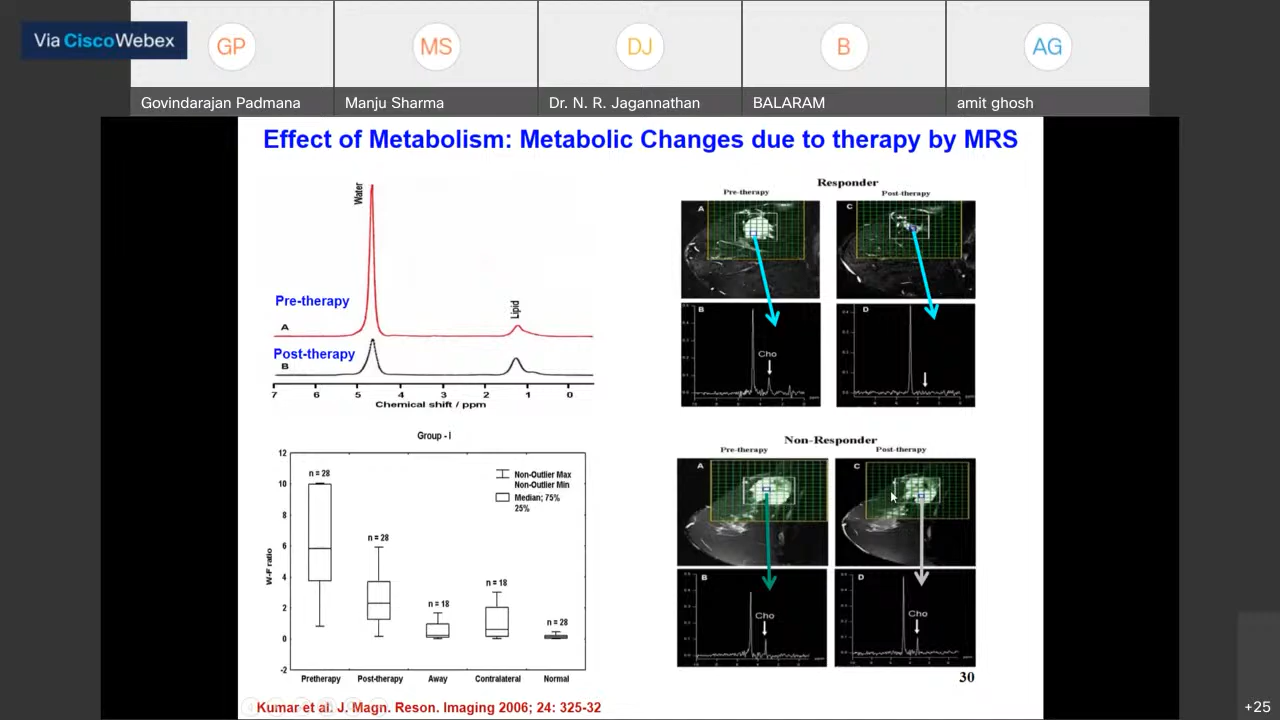 Via CiscoWebex
GP
MS
DJ
B
AG
Govindarajan Padmana
Manju Sharma
Dr. N. R. Jagannathan
BALARAM
amit ghosh
Effect of Metabolism: Metabolic Changes due to therapy by MRS
Water
Lipid
Pre-therapy
A
Post-therapy
B
7 6 5 4 3 2 1 0
Chemical shift / ppm
Responder
Pre-therapy
Post-therapy
A
C
B
D
Cho
Group - I
W-F ratio
12
10
8
6
4
2
0
-2
n = 28
n = 28
n = 18
n = 18
n = 28
Non-Outlier Max
Non-Outlier Min
Median; 75%
25%
Pretherapy
Post-therapy
Away
Contralateral
Normal
Non-Responder
Pre-therapy
Post-therapy
A
C
B
D
Cho
Cho
30
Kumar et al. J. Magn. Reson. Imaging 2006; 24: 325-32
+25